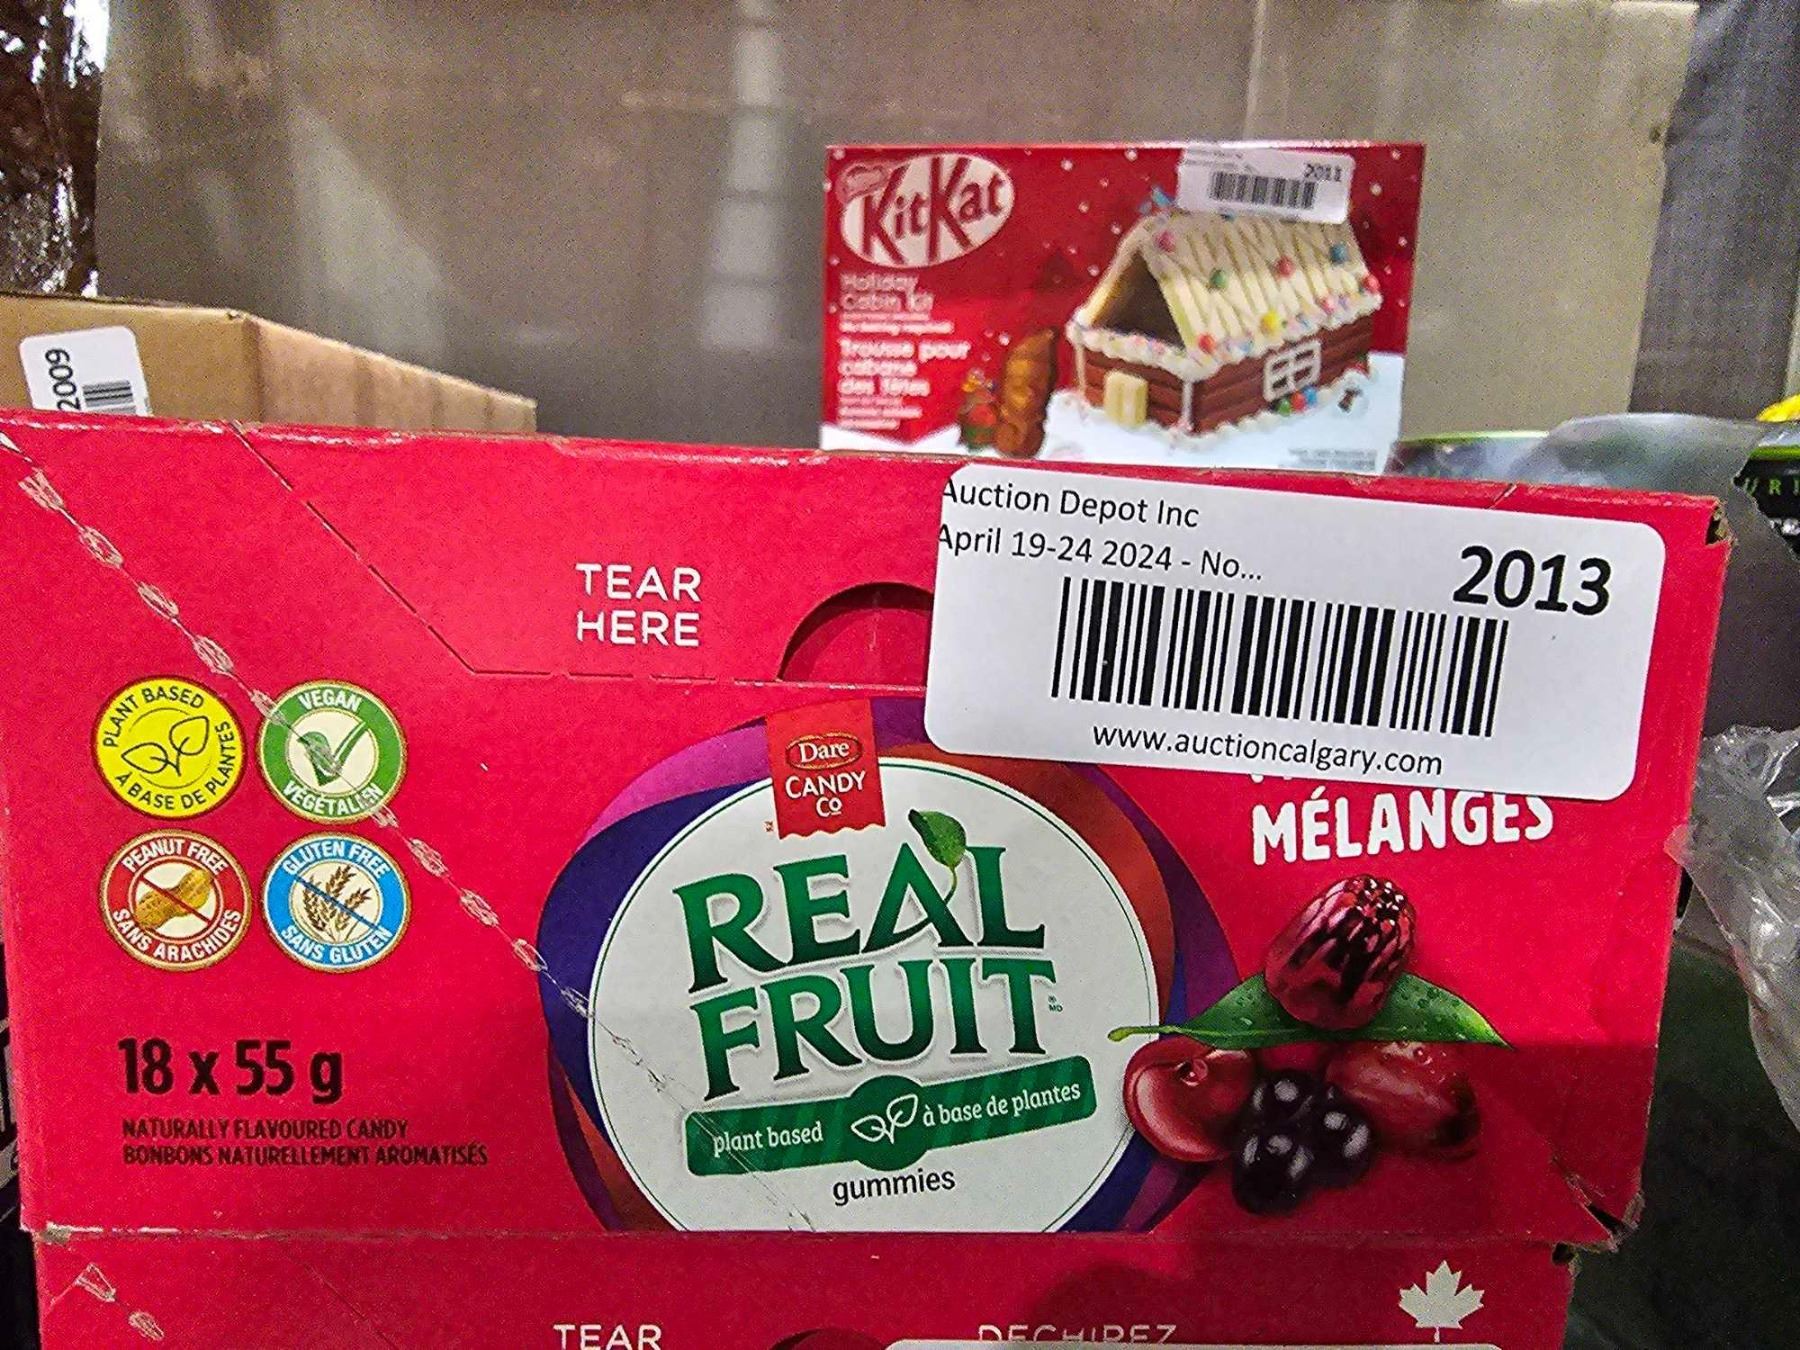 KitKat
2011
Holiday
Cabin Kit
Trousse pour
cabane
des fêtes
2009
Auction Depot Inc
April 19-24 2024 - No...
2013
www.auctioncalgary.com
TEAR
HERE
PLANT BASED
À BASE DE PLANTES
VEGAN
VÉGÉTALIEN
PEANUT FREE
SANS ARACHIDES
GLUTEN FREE
SANS GLUTEN
Dare
CANDY
CO
MÉLANGES
REAL
FRUIT
MD
plant based
à base de plantes
gummies
18 x 55 g
NATURALLY FLAVOURED CANDY
BONBONS NATURELLEMENT AROMATISÉS
TEAR
DECHIREZ